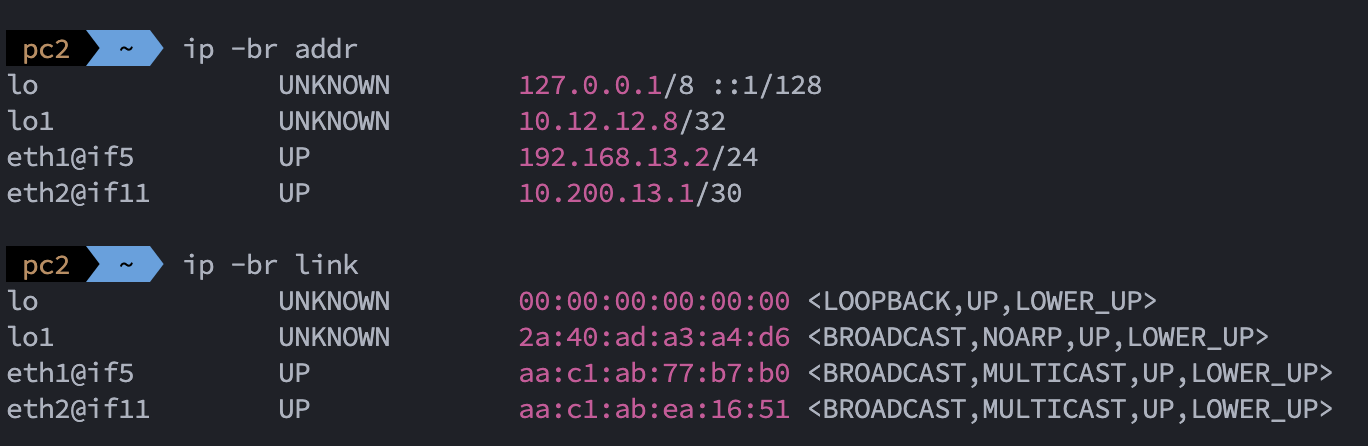 pc2 ~ ip -br addr
lo UNKNOWN 127.0.0.1/8 ::1/128
lo1 UNKNOWN 10.12.12.8/32
eth1@if5 UP 192.168.13.2/24
eth2@if11 UP 10.200.13.1/30
pc2 ~ ip -br link
lo UNKNOWN 00:00:00:00:00:00 <LOOPBACK,UP,LOWER_UP>
lo1 UNKNOWN 2a:40:ad:a3:a4:d6 <BROADCAST,NOARP,UP,LOWER_UP>
eth1@if5 UP aa:c1:ab:77:b7:b0 <BROADCAST,MULTICAST,UP,LOWER_UP>
eth2@if11 UP aa:c1:ab:ea:16:51 <BROADCAST,MULTICAST,UP,LOWER_UP>